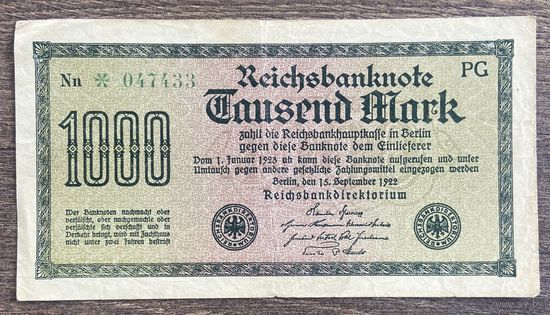 Reichsbanknote
PG
Nn * 047433
Tausend Mark
1000
zahlt die Reichsbankhauptkasse in Berlin
gegen diese Banknote dem Einlieferer
Vom 1. Januar 1923 ab kann diese Banknote aufgerufen und unter
Umtausch gegen andere gesetzliche Zahlungsmittel eingezogen werden
Berlin, den 15. September 1922
Reichsbankdirektorium
Wer Banknoten nachmacht oder
verfälscht, oder nachgemachte oder
verfälschte sich verschafft und in
Verkehr bringt, wird mit Zuchthaus
nicht unter zwei Jahren bestraft